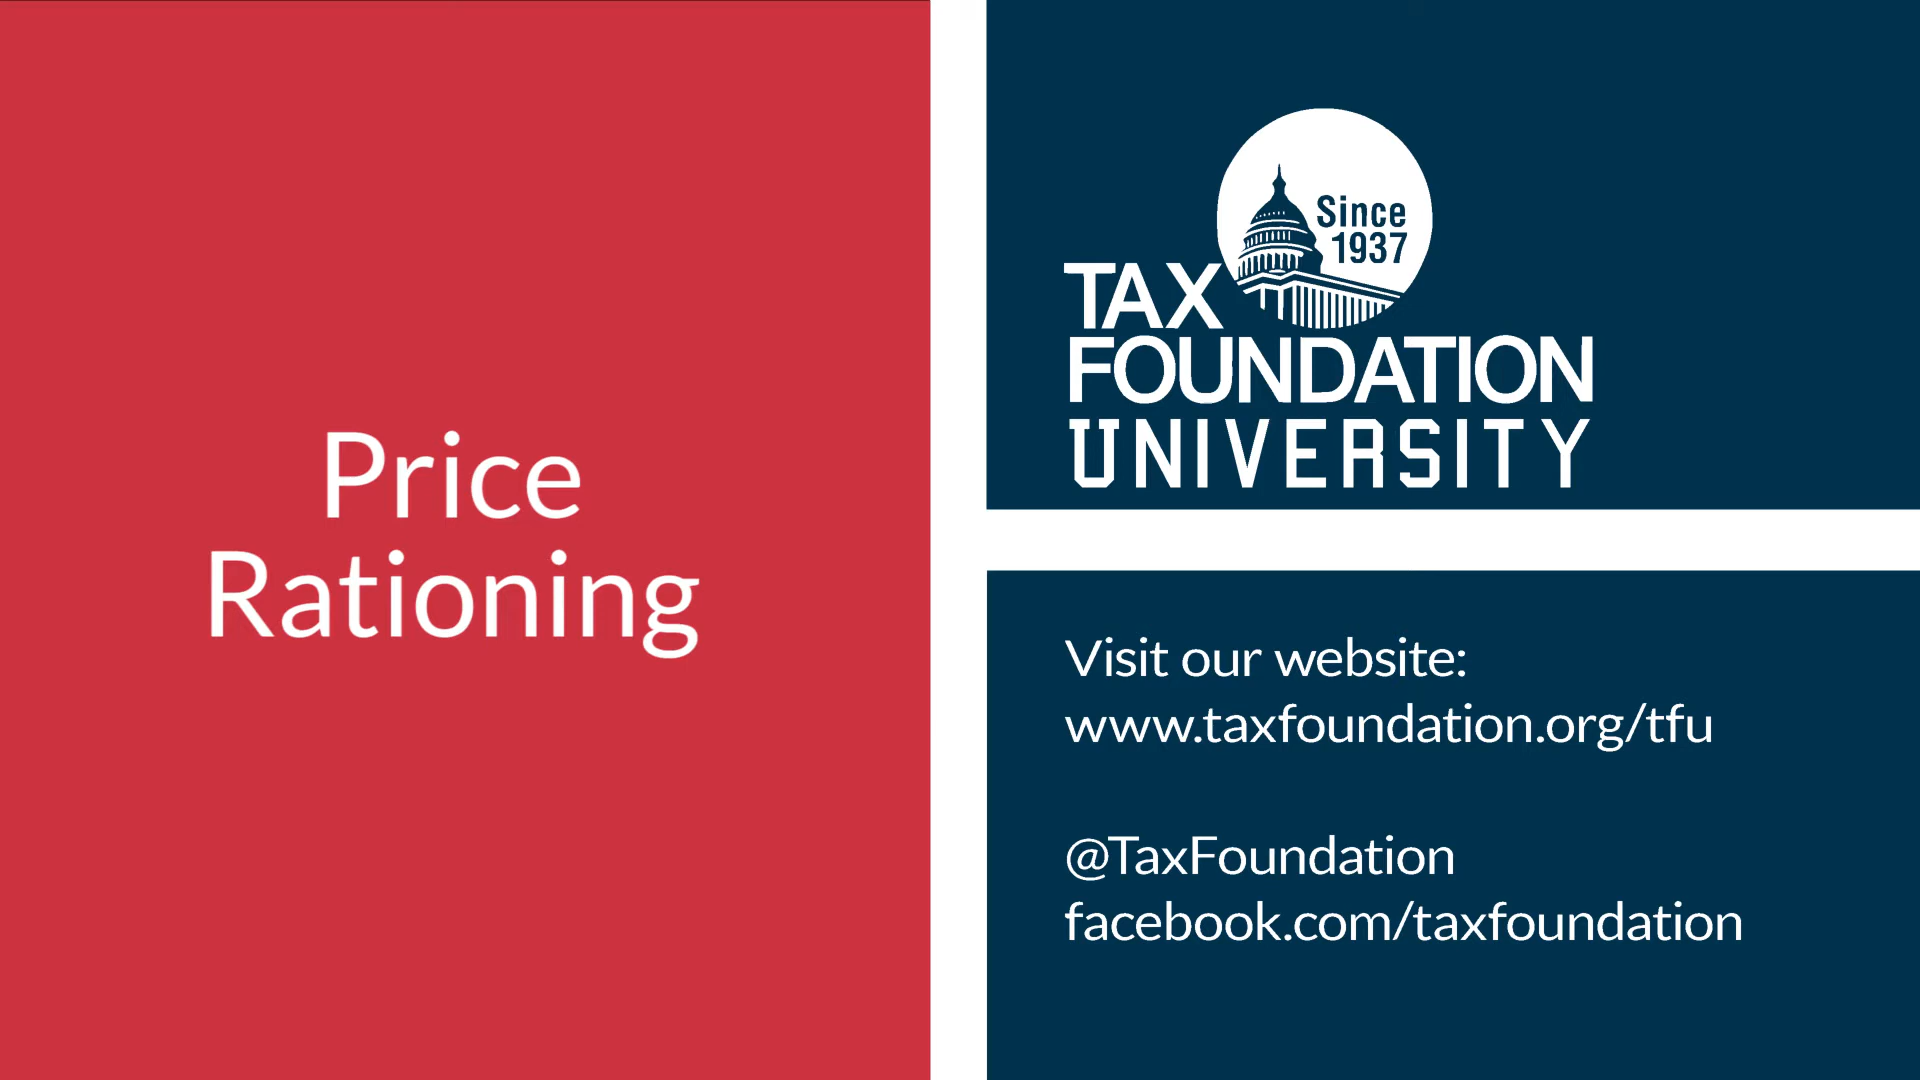 Price
Rationing
Since
1937
TAX
FOUNDATION
UNIVERSITY
Visit our website:
www.taxfoundation.org/tfu
@TaxFoundation
facebook.com/taxfoundation